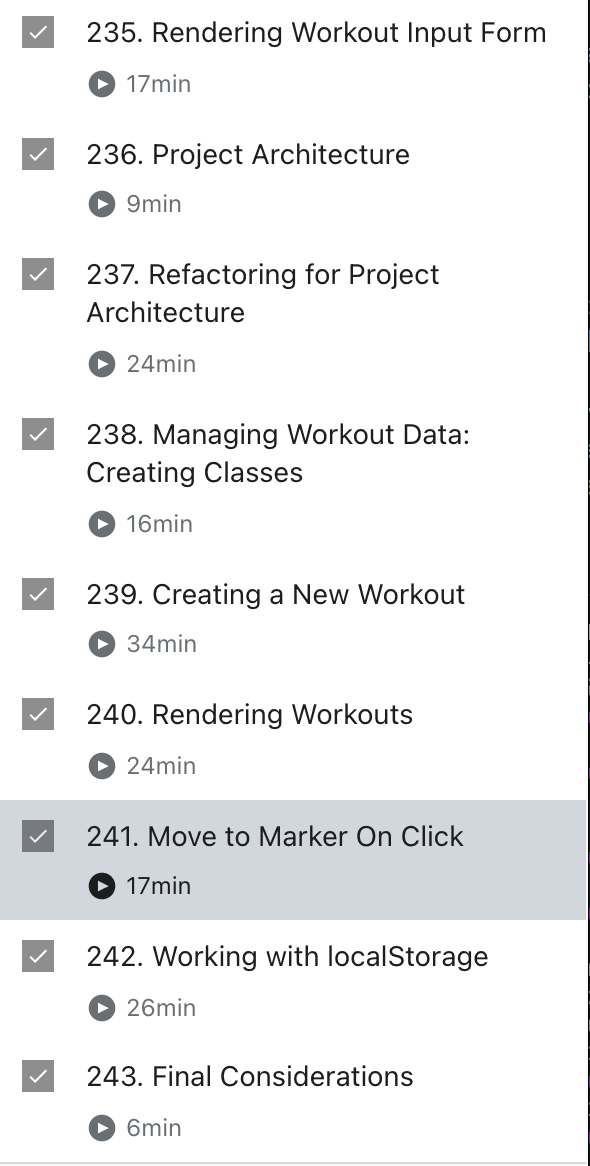 235. Rendering Workout Input Form
17min
236. Project Architecture
9min
237. Refactoring for Project
Architecture
24min
238. Managing Workout Data:
Creating Classes
16min
239. Creating a New Workout
34min
240. Rendering Workouts
24min
241. Move to Marker On Click
17min
242. Working with localStorage
26min
243. Final Considerations
6min